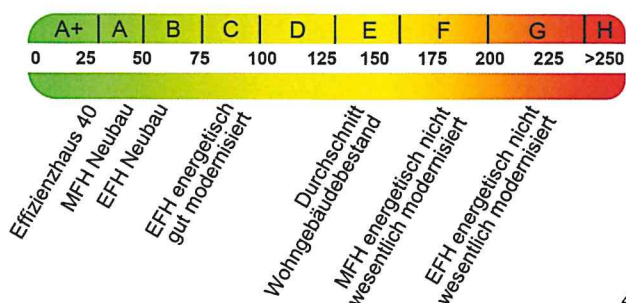 A+ A B C D E F G H
0 25 50 75 100 125 150 175 200 225 >250
Effizienzhaus 40
MFH Neubau
EFH Neubau
EFH energetisch
gut modernisiert
Durchschnitt
Wohngebäudebestand
MFH energetisch nicht
wesentlich modernisiert
EFH energetisch nicht
wesentlich modernisiert